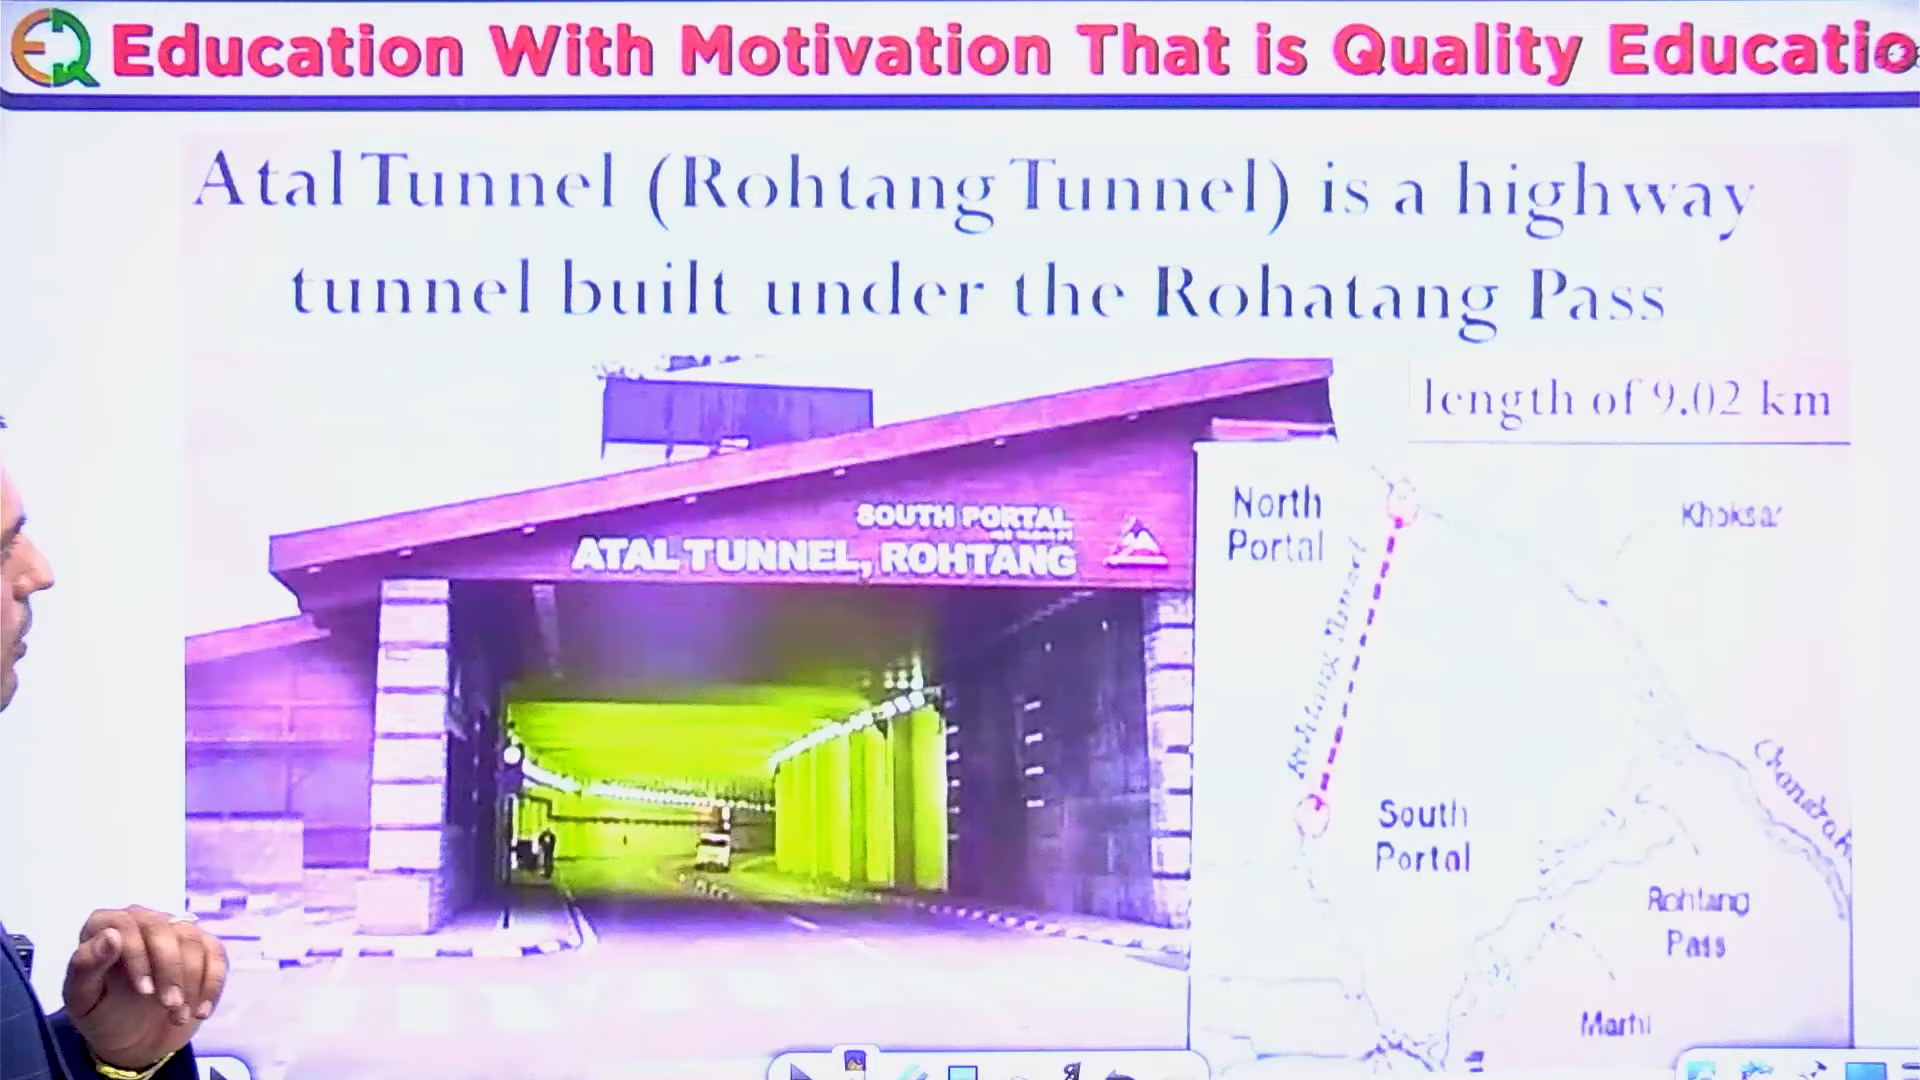 Education With Motivation That is Quality Educatio
Atal Tunnel (Rohtang Tunnel) is a highway
tunnel built under the Rohatang Pass
length of 9.02 km
SOUTH PORTAL
ATAL TUNNEL, ROHTANG
North
Portal
Khoksar
Rohtang Tunnel
South
Portal
Rohtang
Pass
Marhi